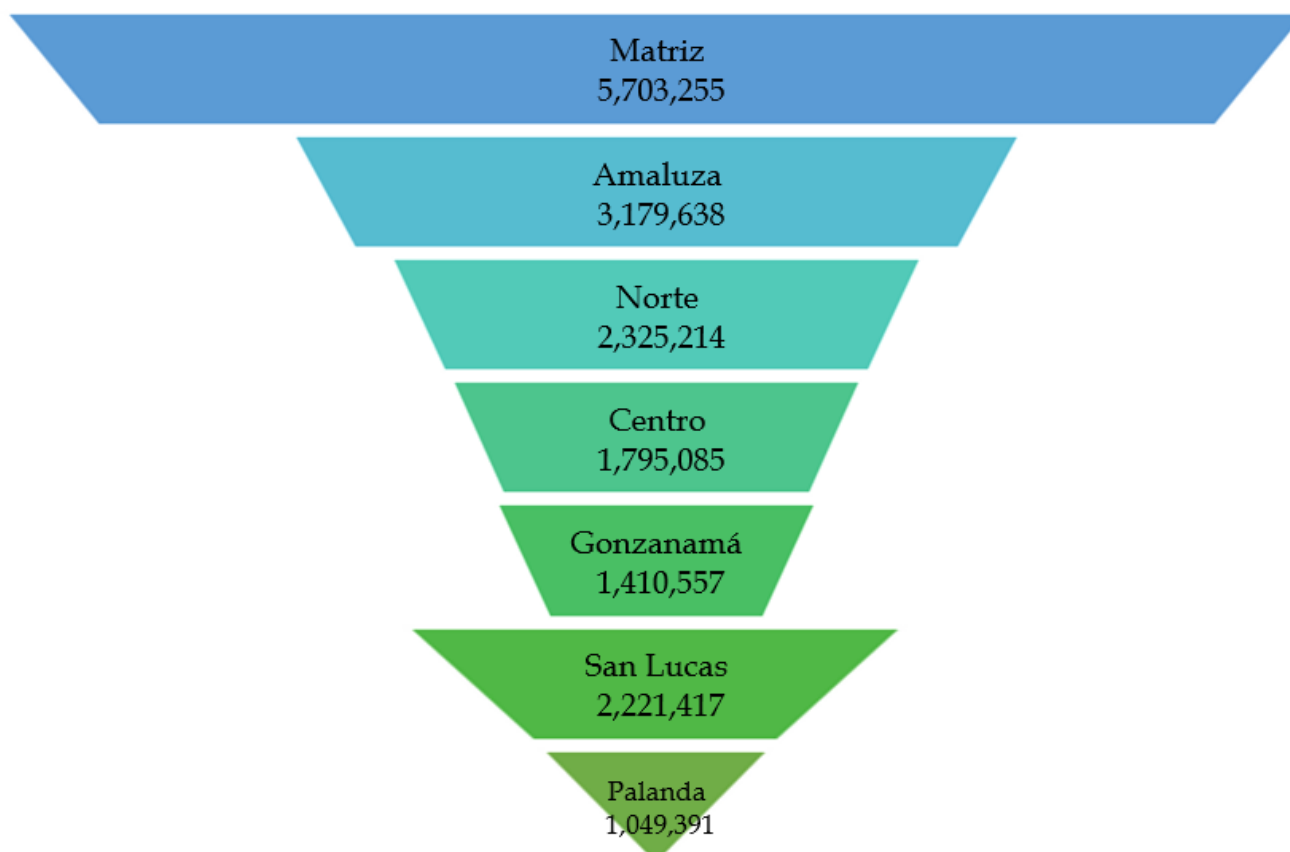 Matriz
5,703,255
Amaluza
3,179,638
Norte
2,325,214
Centro
1,795,085
Gonzanamá
1,410,557
San Lucas
2,221,417
Palanda
1,049,391